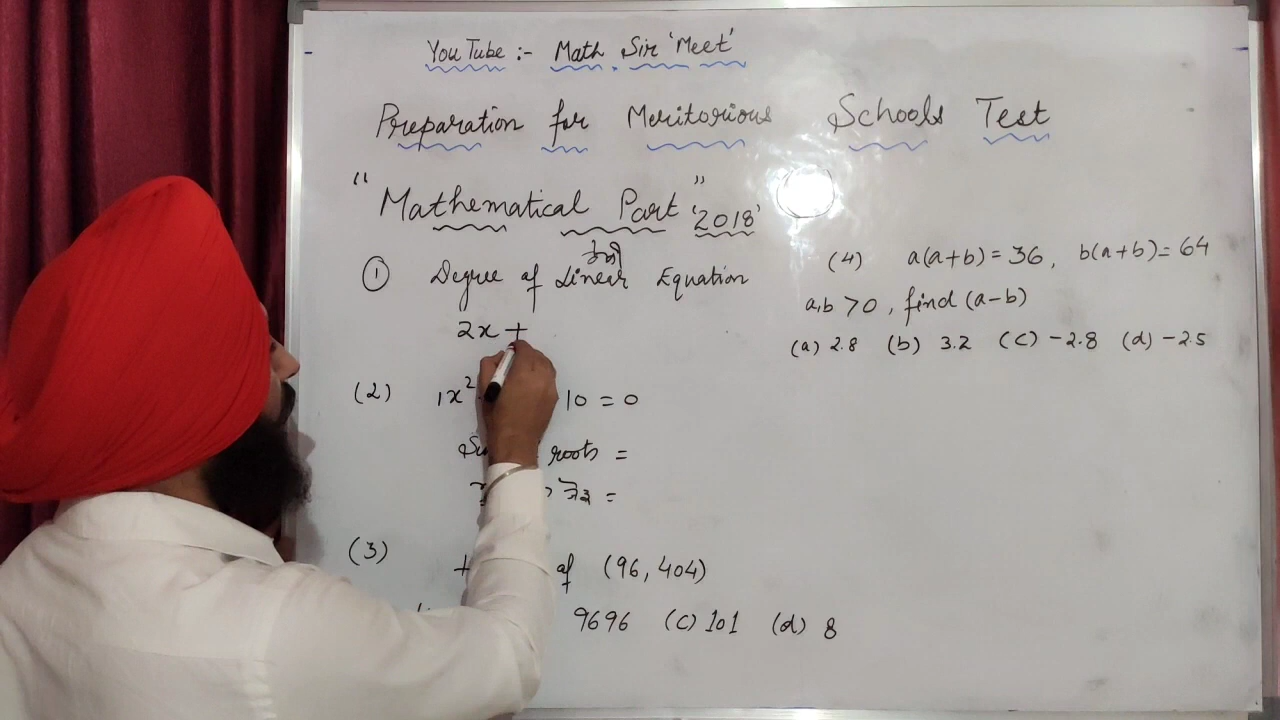 YouTube :- Math Sir 'Meet'
Preparation for Meritorious Schools Test
"Mathematical Part" '2018'
① Degree of Linear Equation
2x +
(2) 1x² 10 = 0
roots =
=
(3) of (96, 404)
9696 (C) 101 (d) 8
(4) a(a+b) = 36, b(a+b) = 64
a,b > 0, find (a-b)
(a) 2.8 (b) 3.2 (C) -2.8 (d) -2.5